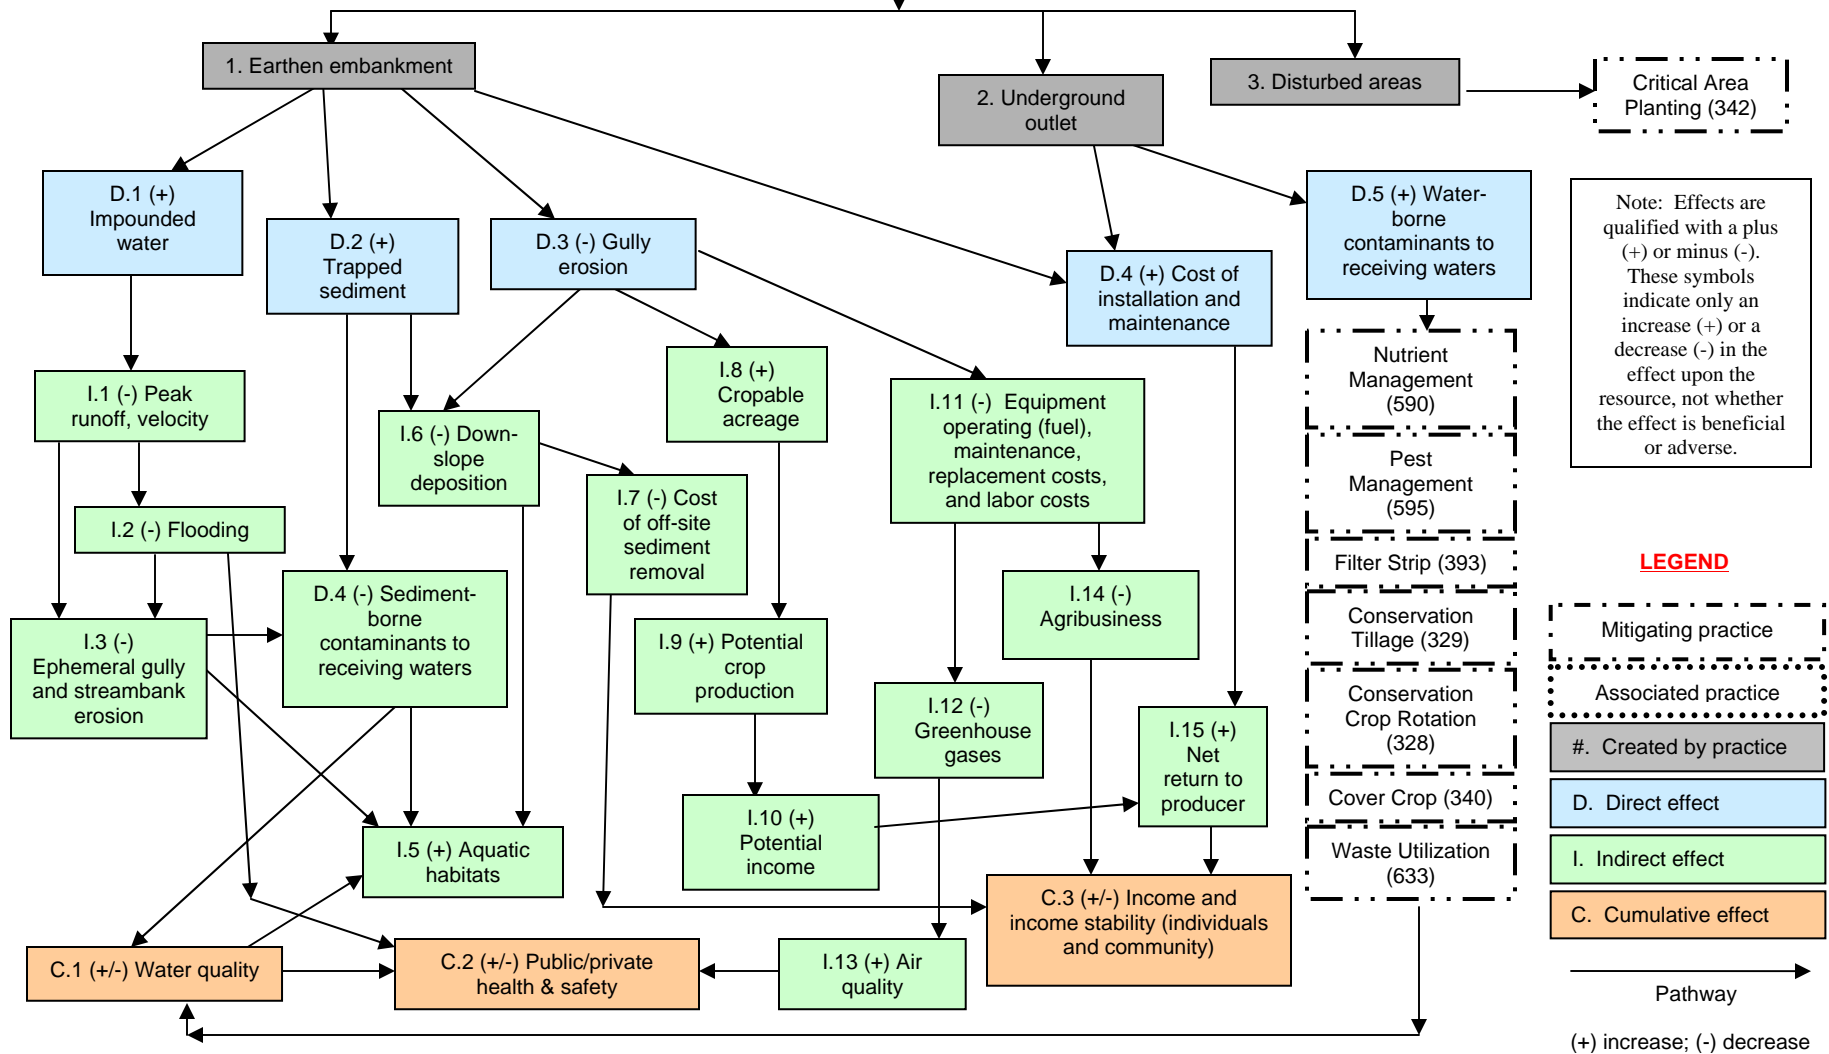 1. Earthen embankment
2. Underground
outlet
3. Disturbed areas
Critical Area
Planting (342)
D.1 (+)
Impounded
water
D.2 (+)
Trapped
sediment
D.3 (-) Gully
erosion
D.4 (+) Cost of
installation and
maintenance
D.5 (+) Water-
borne
contaminants to
receiving waters
Note:  Effects are
qualified with a plus
(+) or minus (-).
These symbols
indicate only an
increase (+) or a
decrease (-) in the
effect upon the
resource, not whether
the effect is beneficial
or adverse.
I.1 (-) Peak
runoff, velocity
I.2 (-) Flooding
I.3 (-)
Ephemeral gully
and streambank
erosion
D.4 (-) Sediment-
borne
contaminants to
receiving waters
I.6 (-) Down-
slope
deposition
I.7 (-) Cost
of off-site
sediment
removal
I.8 (+)
Cropable
acreage
I.9 (+) Potential
crop
production
I.10 (+)
Potential
income
I.11 (-)  Equipment
operating (fuel),
maintenance,
replacement costs,
and labor costs
I.14 (-)
Agribusiness
I.12 (-)
Greenhouse
gases
I.15 (+)
Net
return to
producer
I.5 (+) Aquatic
habitats
C.1 (+/-) Water quality
C.2 (+/-) Public/private
health & safety
I.13 (+) Air
quality
C.3 (+/-) Income and
income stability (individuals
and community)
Nutrient
Management
(590)
Pest
Management
(595)
Filter Strip (393)
Conservation
Tillage (329)
Conservation
Crop Rotation
(328)
Cover Crop (340)
Waste Utilization
(633)
LEGEND
Mitigating practice
Associated practice
#.  Created by practice
D.  Direct effect
I.  Indirect effect
C.  Cumulative effect
Pathway
(+) increase; (-) decrease